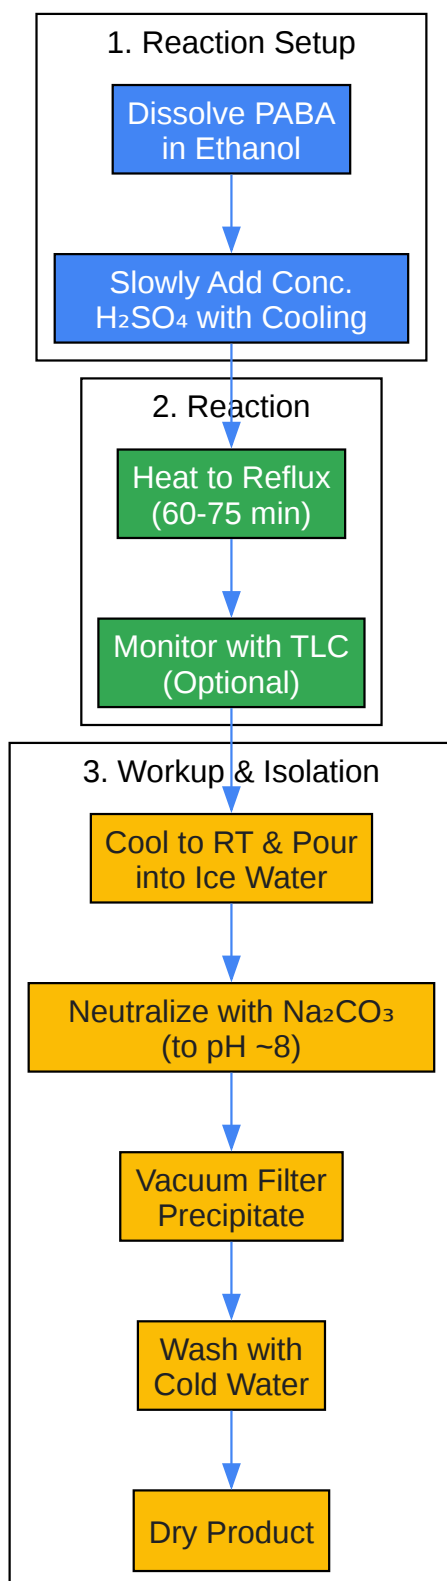 1. Reaction Setup
Dissolve PABA
in Ethanol
Slowly Add Conc.
H₂SO₄ with Cooling
2. Reaction
Heat to Reflux
(60-75 min)
Monitor with TLC
(Optional)
3. Workup & Isolation
Cool to RT & Pour
into Ice Water
Neutralize with Na₂CO₃
(to pH ~8)
Vacuum Filter
Precipitate
Wash with
Cold Water
Dry Product